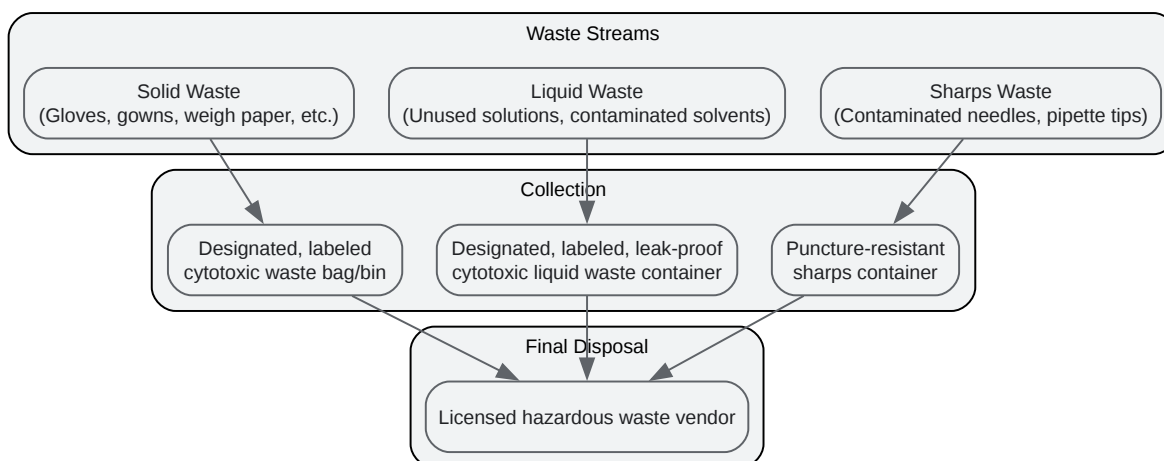 Waste Streams
Solid Waste
(Gloves, gowns, weigh paper, etc.)
Liquid Waste
(Unused solutions, contaminated solvents)
Sharps Waste
(Contaminated needles, pipette tips)
Collection
Designated, labeled
cytotoxic waste bag/bin
Designated, labeled, leak-proof
cytotoxic liquid waste container
Puncture-resistant
sharps container
Final Disposal
Licensed hazardous waste vendor